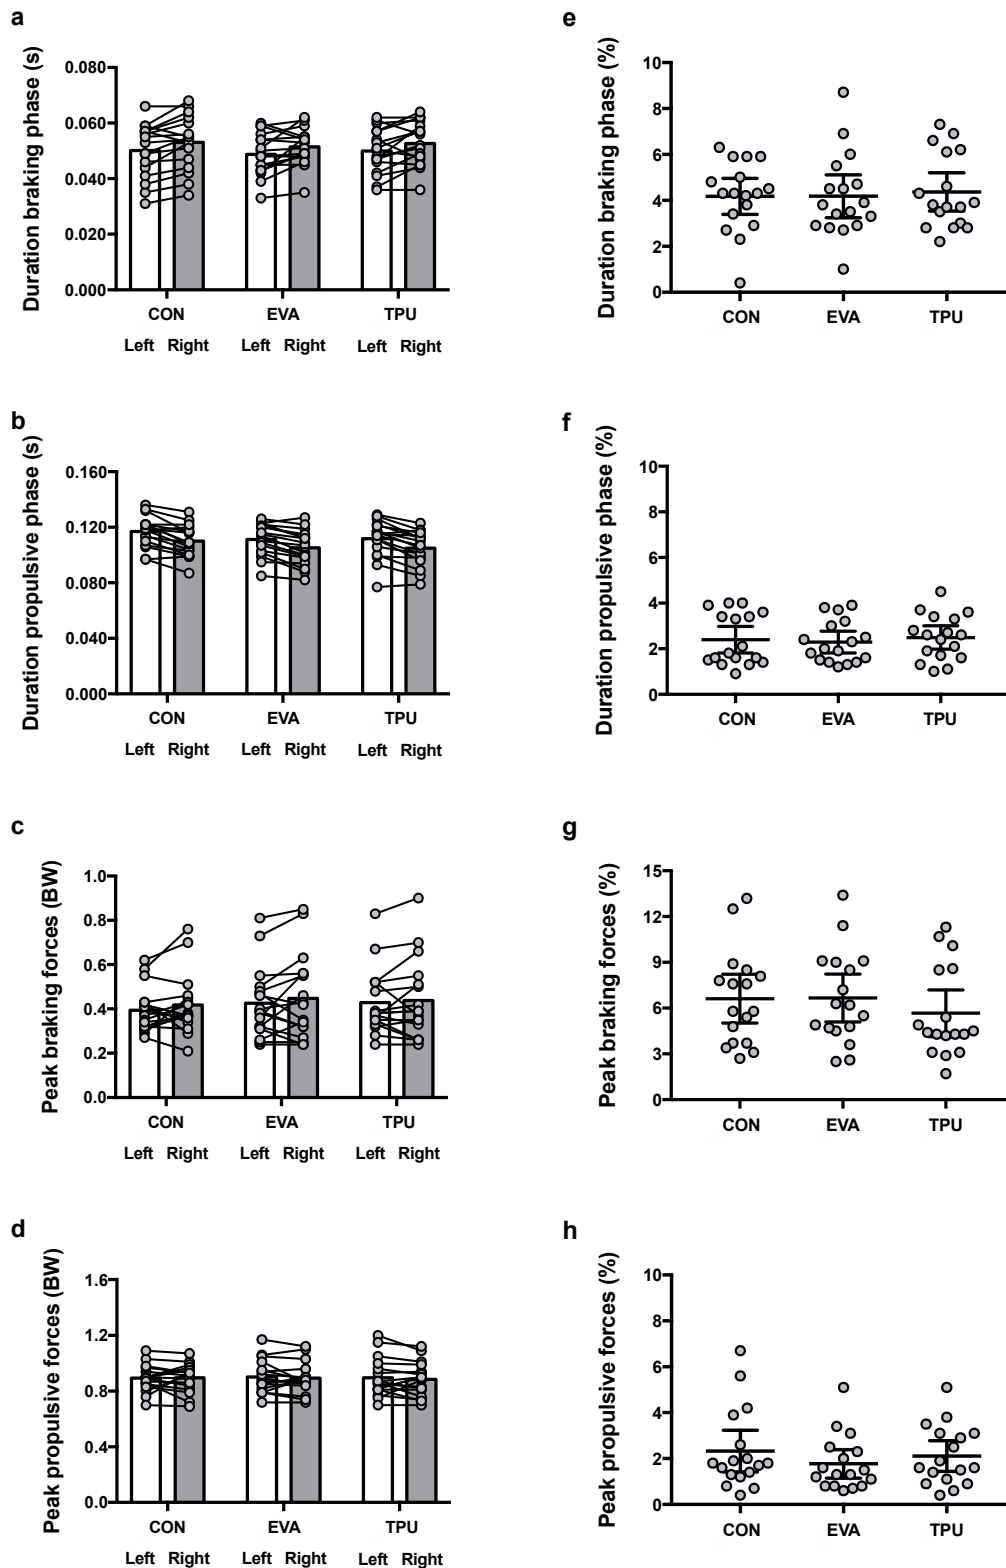 a
Duration braking phase (s)
0.080
0.060
0.040
0.020
0.000
CON EVA TPU
Left Right Left Right Left Right
e
Duration braking phase (%)
10
8
6
4
2
0
CON EVA TPU
b
Duration propulsive phase (s)
0.160
0.120
0.080
0.040
0.000
CON EVA TPU
Left Right Left Right Left Right
f
Duration propulsive phase (%)
10
8
6
4
2
0
CON EVA TPU
c
Peak braking forces (BW)
1.0
0.8
0.6
0.4
0.2
0.0
CON EVA TPU
Left Right Left Right Left Right
g
Peak braking forces (%)
15
12
9
6
3
0
CON EVA TPU
d
Peak propulsive forces (BW)
1.6
1.2
0.8
0.4
0.0
CON EVA TPU
Left Right Left Right Left Right
h
Peak propulsive forces (%)
10
8
6
4
2
0
CON EVA TPU